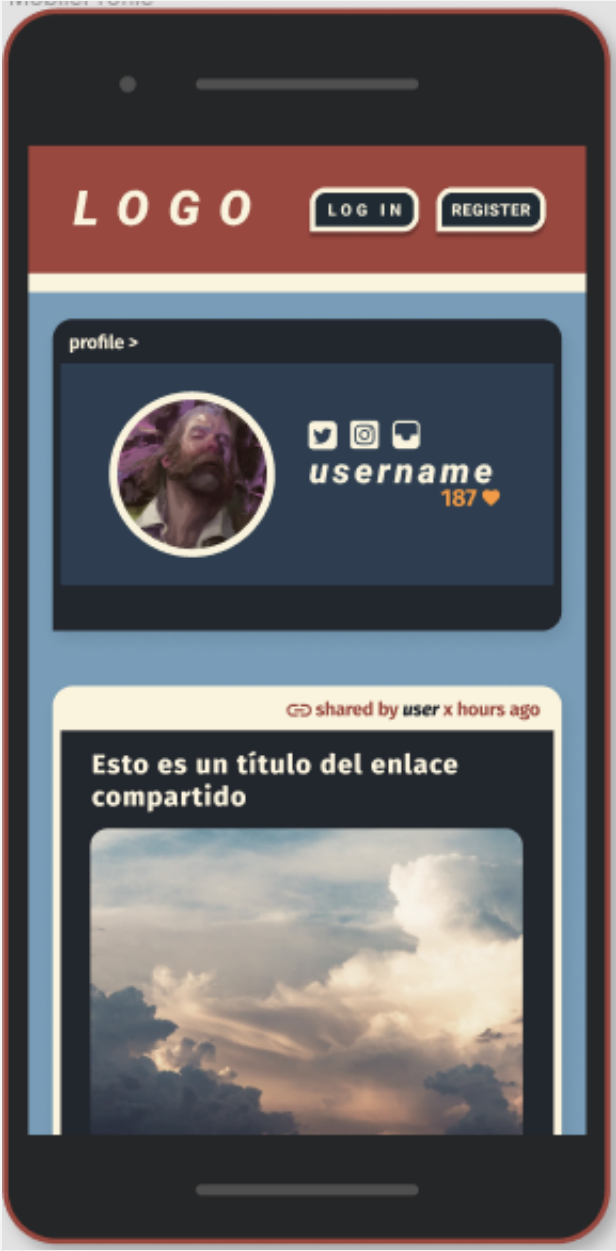 LOGO
LOG IN
REGISTER
profile >
username
187
shared by user x hours ago
Esto es un título del enlace
compartido